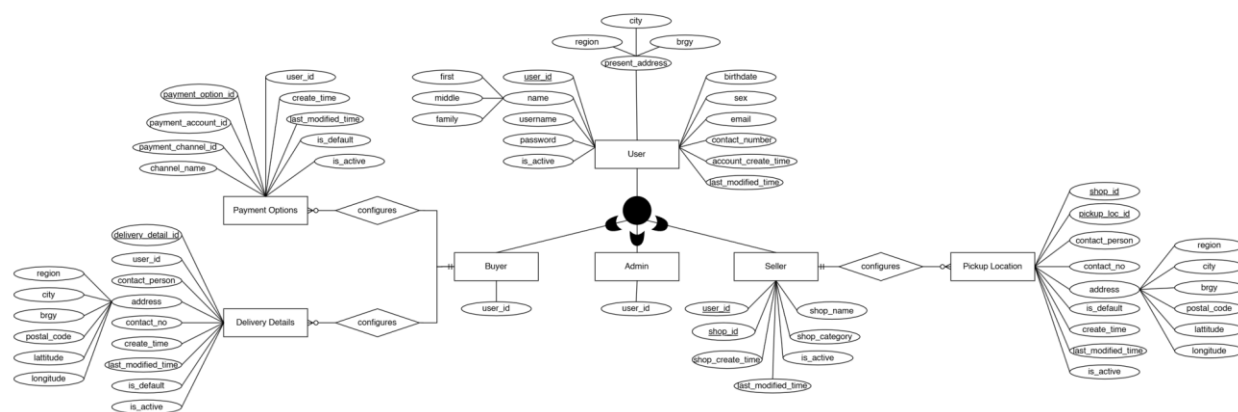 city
region
brgy
present_address
first
middle
family
user_id
name
username
password
is_active
birthdate
sex
email
contact_number
account_create_time
last_modified_time
User
user_id
payment_option_id
create_time
last_modified_time
payment_account_id
is_default
payment_channel_id
is_active
channel_name
Payment Options
configures
delivery_detail_id
user_id
contact_person
address
contact_no
create_time
last_modified_time
is_default
is_active
region
city
brgy
postal_code
lattitude
longitude
Delivery Details
configures
Buyer
user_id
Admin
user_id
Seller
user_id
shop_id
shop_create_time
last_modified_time
is_active
shop_category
shop_name
configures
Pickup Location
shop_id
pickup_loc_id
contact_person
contact_no
address
is_default
create_time
last_modified_time
is_active
region
city
brgy
postal_code
lattitude
longitude